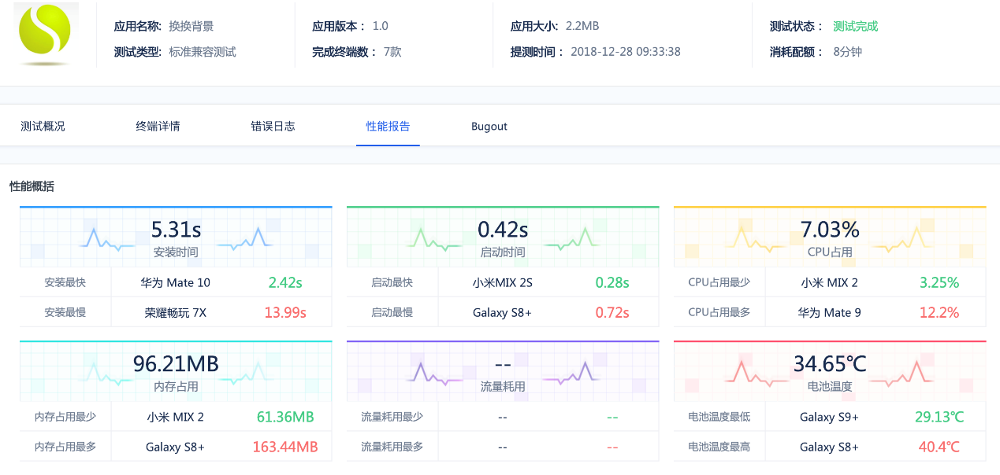 应用名称: 换换背景 应用版本： 1.0 应用大小: 2.2MB 测试状态： 测试完成
测试类型: 标准兼容测试 完成终端数： 7款 提测时间： 2018-12-28 09:33:38 消耗配额： 8分钟
测试概况 终端详情 错误日志 性能报告 Bugout
性能概括
5.31s 0.42s 7.03%
安装时间 启动时间 CPU占用
安装最快 华为 Mate 10 2.42s 启动最快 小米MIX 2S 0.28s CPU占用最少 小米 MIX 2 3.25%
安装最慢 荣耀畅玩 7X 13.99s 启动最慢 Galaxy S8+ 0.72s CPU占用最多 华为 Mate 9 12.2%
96.21MB -- 34.65℃
内存占用 流量耗用 电池温度
内存占用最少 小米 MIX 2 61.36MB 流量耗用最少 -- -- 电池温度最低 Galaxy S9+ 29.13℃
内存占用最多 Galaxy S8+ 163.44MB 流量耗用最多 -- -- 电池温度最高 Galaxy S8+ 40.4℃